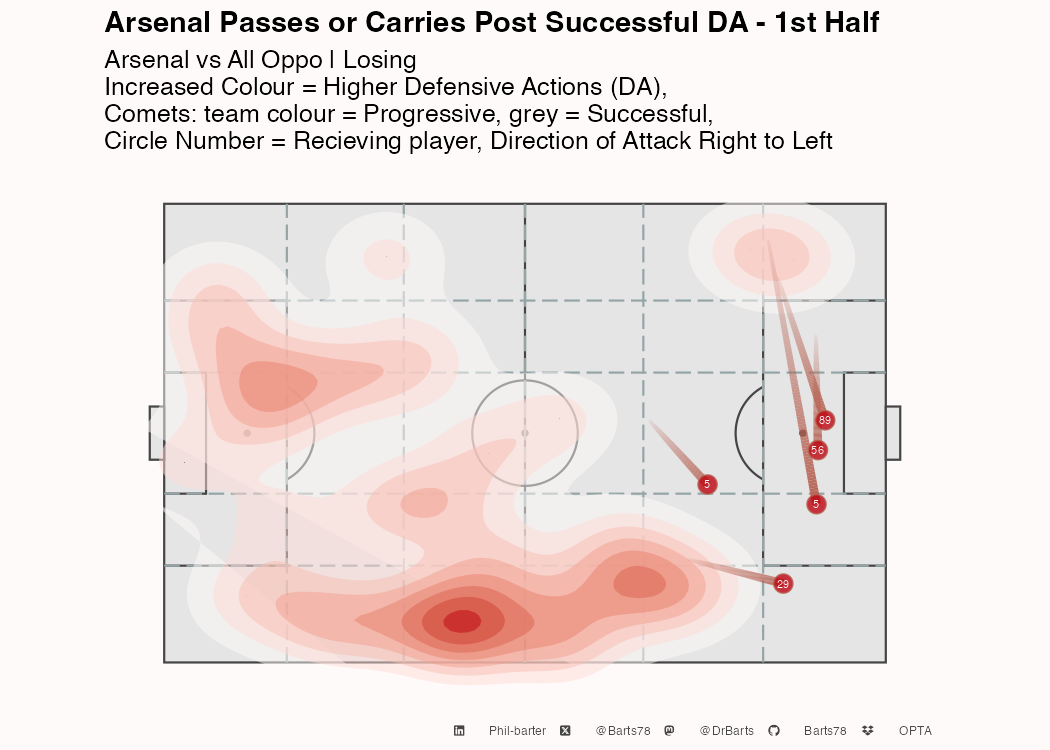 Arsenal Passes or Carries Post Successful DA - 1st Half
Arsenal vs All Oppo | Losing
Increased Colour = Higher Defensive Actions (DA),
Comets: team colour = Progressive, grey = Successful,
Circle Number = Recieving player, Direction of Attack Right to Left
89
56
5
5
29
Phil-barter @Barts78 @DrBarts Barts78 OPTA